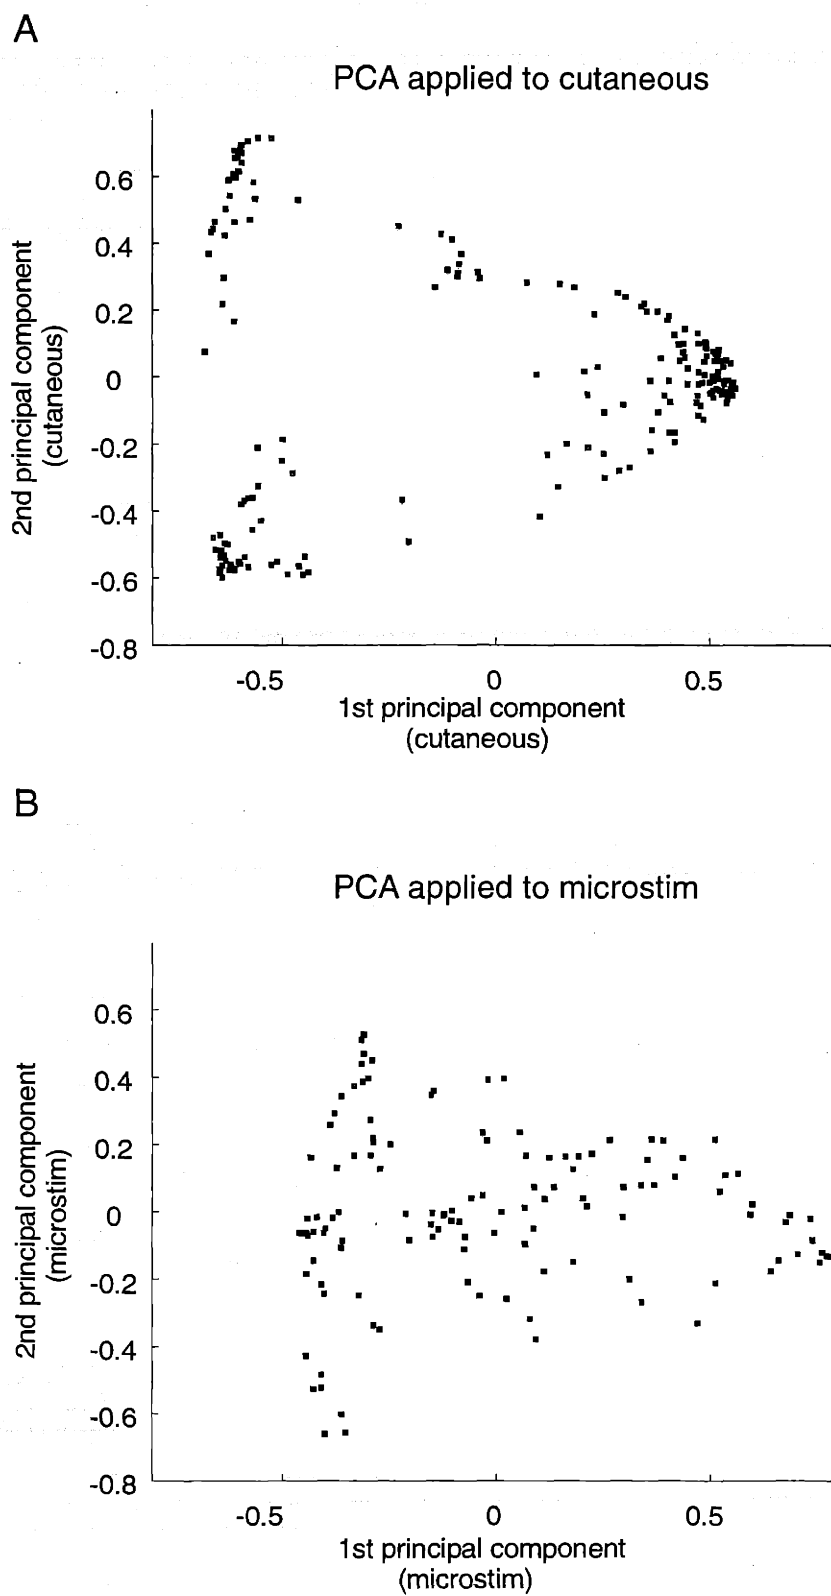 A
PCA applied to cutaneous
2nd principal component
(cutaneous)
0.6
0.4
0.2
0
-0.2
-0.4
-0.6
-0.8
-0.5 0 0.5
1st principal component
(cutaneous)
B
PCA applied to microstim
2nd principal component
(microstim)
0.6
0.4
0.2
0
-0.2
-0.4
-0.6
-0.8
-0.5 0 0.5
1st principal component
(microstim)